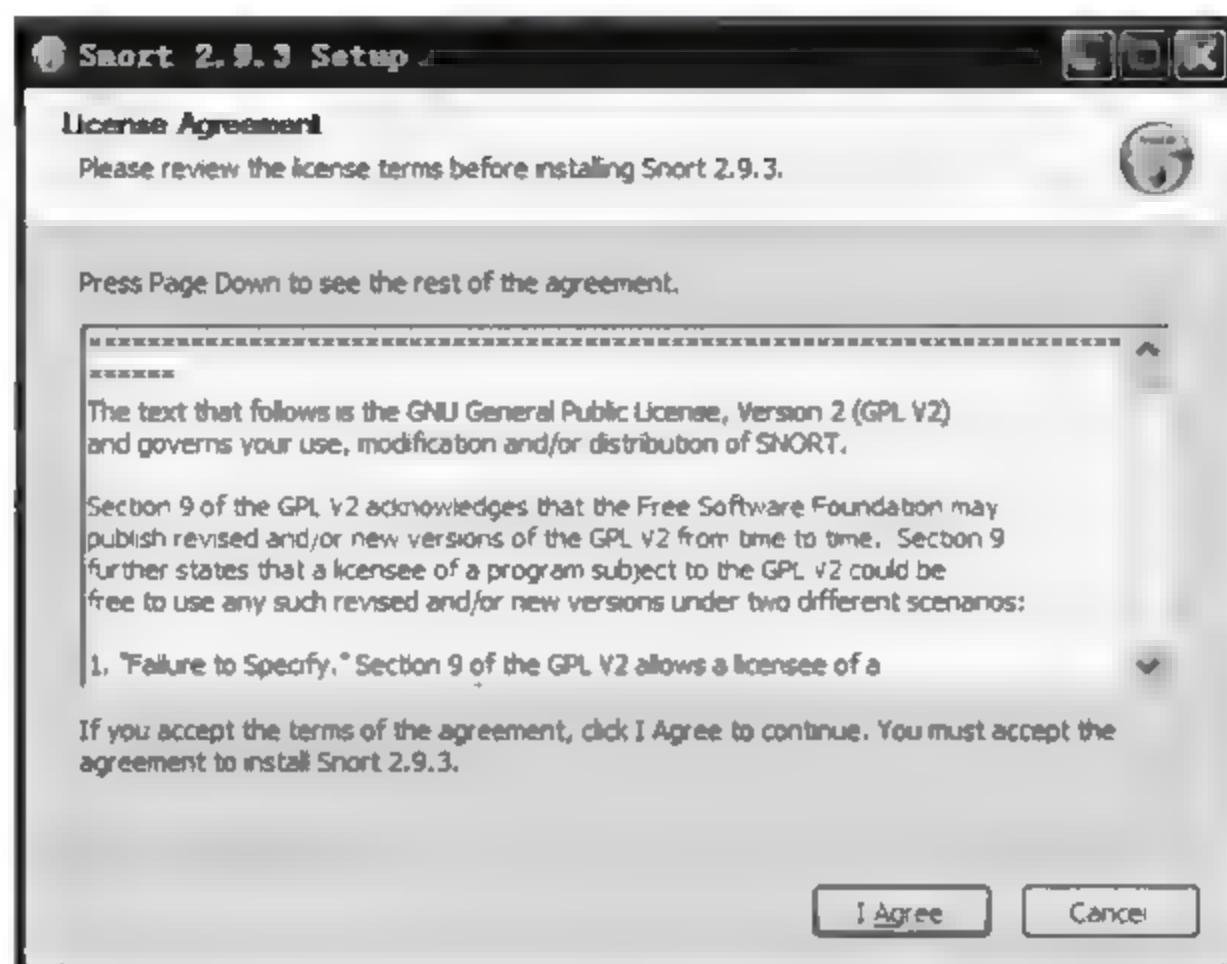 Snort 2.9.3 Setup
License Agreement
Please review the license terms before installing Snort 2.9.3.
Press Page Down to see the rest of the agreement.
The text that follows is the GNU General Public License, Version 2 (GPL V2)
and governs your use, modification and/or distribution of SNORT.
Section 9 of the GPL V2 acknowledges that the Free Software Foundation may
publish revised and/or new versions of the GPL V2 from time to time. Section 9
further states that a licensee of a program subject to the GPL V2 could be
free to use any such revised and/or new versions under two different scenarios:
1. "Failure to Specify." Section 9 of the GPL V2 allows a licensee of a
If you accept the terms of the agreement, click I Agree to continue. You must accept the
agreement to install Snort 2.9.3.
I Agree
Cancel